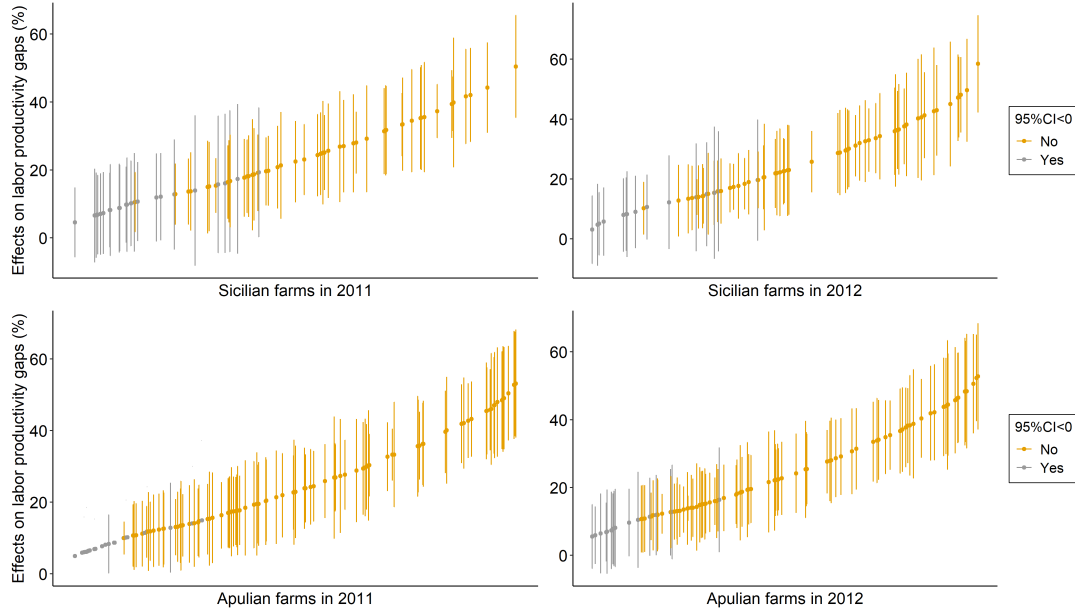 Effects on labor productivity gaps (%)
60
40
20
0
Sicilian farms in 2011
60
40
20
0
Sicilian farms in 2012
95%CI<0
No
Yes
Effects on labor productivity gaps (%)
60
40
20
0
Apulian farms in 2011
60
40
20
0
Apulian farms in 2012
95%CI<0
No
Yes